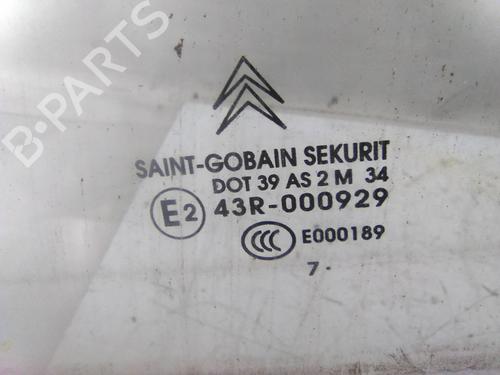 B-PARTS
SAINT-GOBAIN SEKURIT
DOT 39 AS 2 M 34
E2 43R-000929
CCC E000189
7.